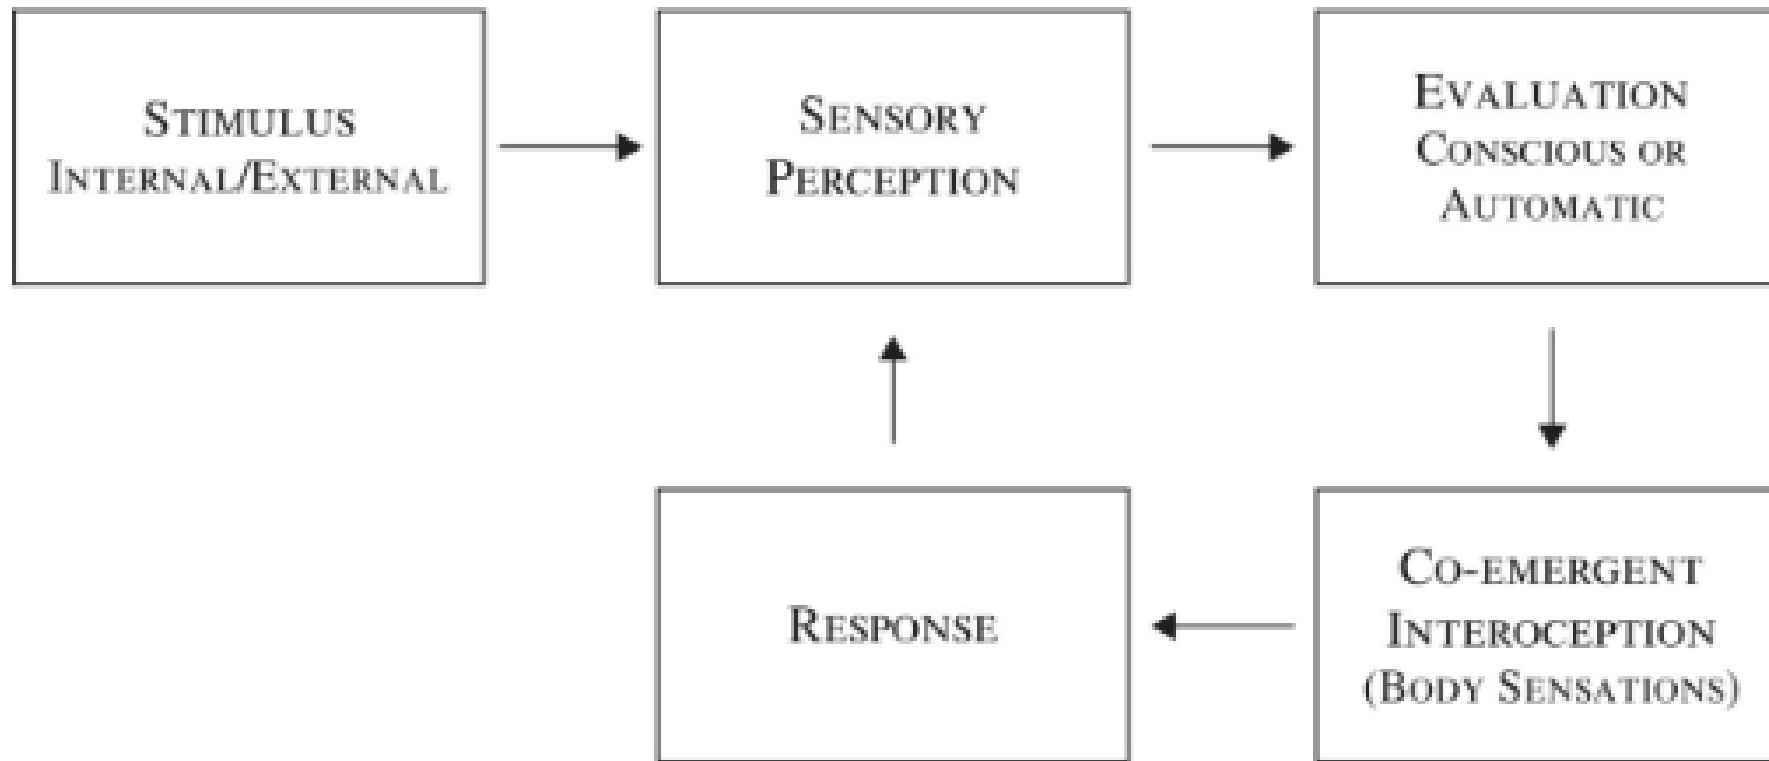 STIMULUS
INTERNAL/EXTERNAL
SENSORY
PERCEPTION
EVALUATION
CONSCIOUS OR
AUTOMATIC
RESPONSE
CO-EMERGENT
INTEROCEPTION
(BODY SENSATIONS)